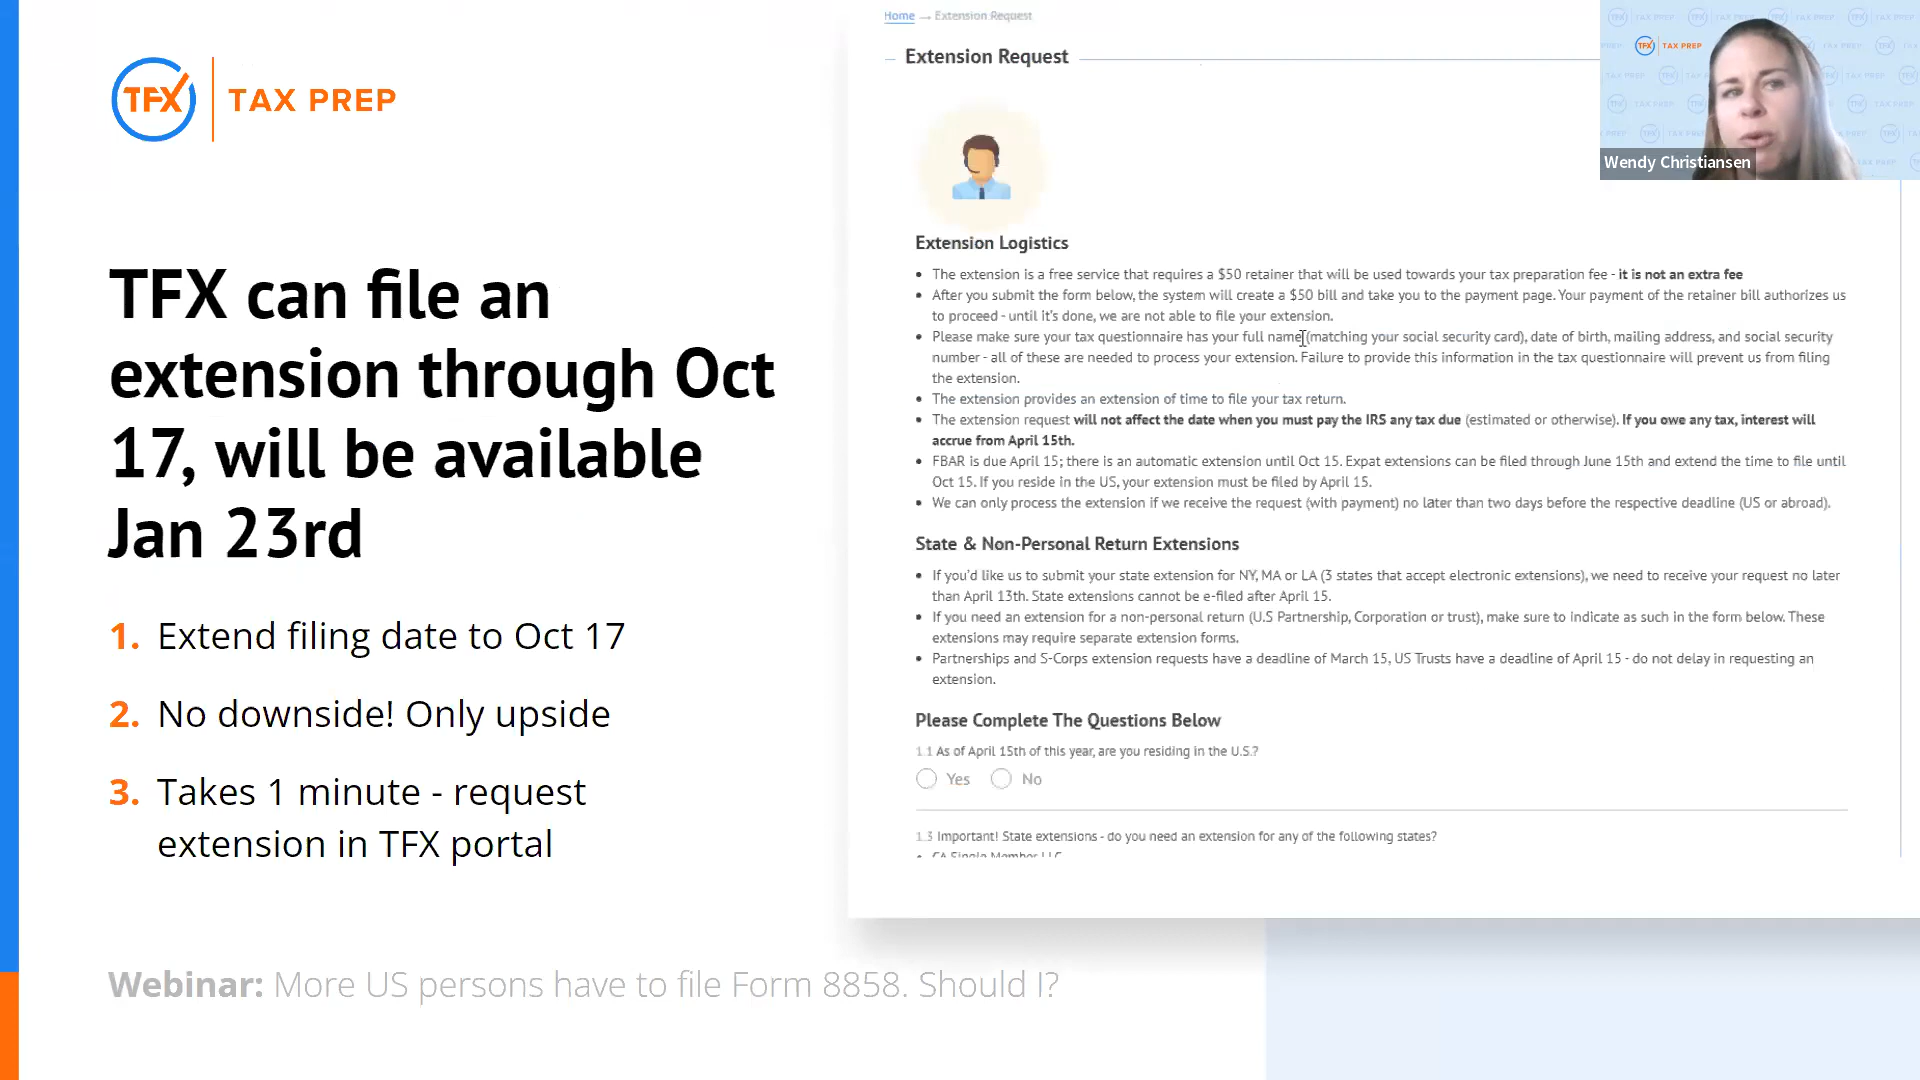 TFX TAX PREP
TFX can file an
extension through Oct
17, will be available
Jan 23rd
1. Extend filing date to Oct 17
2. No downside! Only upside
3. Takes 1 minute - request
extension in TFX portal
Webinar: More US persons have to file Form 8858. Should I?
Home → Extension Request
Extension Request
Extension Logistics
• The extension is a free service that requires a $50 retainer that will be used towards your tax preparation fee - it is not an extra fee
• After you submit the form below, the system will create a $50 bill and take you to the payment page. Your payment of the retainer bill authorizes us
to proceed - until it's done, we are not able to file your extension.
• Please make sure your tax questionnaire has your full name (matching your social security card), date of birth, mailing address, and social security
number - all of these are needed to process your extension. Failure to provide this information in the tax questionnaire will prevent us from filing
the extension.
• The extension provides an extension of time to file your tax return.
• The extension request will not affect the date when you must pay the IRS any tax due (estimated or otherwise). If you owe any tax, interest will
accrue from April 15th.
• FBAR is due April 15; there is an automatic extension until Oct 15. Expat extensions can be filed through June 15th and extend the time to file until
Oct 15. If you reside in the US, your extension must be filed by April 15.
• We can only process the extension if we receive the request (with payment) no later than two days before the respective deadline (US or abroad).
State & Non-Personal Return Extensions
• If you'd like us to submit your state extension for NY, MA or LA (3 states that accept electronic extensions), we need to receive your request no later
than April 13th. State extensions cannot be e-filed after April 15.
• If you need an extension for a non-personal return (U.S Partnership, Corporation or trust), make sure to indicate as such in the form below. These
extensions may require separate extension forms.
• Partnerships and S-Corps extension requests have a deadline of March 15, US Trusts have a deadline of April 15 - do not delay in requesting an
extension.
Please Complete The Questions Below
1.1 As of April 15th of this year, are you residing in the U.S.?
Yes No
1.3 Important! State extensions - do you need an extension for any of the following states?
• CA Single Member LLC
TFX TAX PREP
Wendy Christiansen